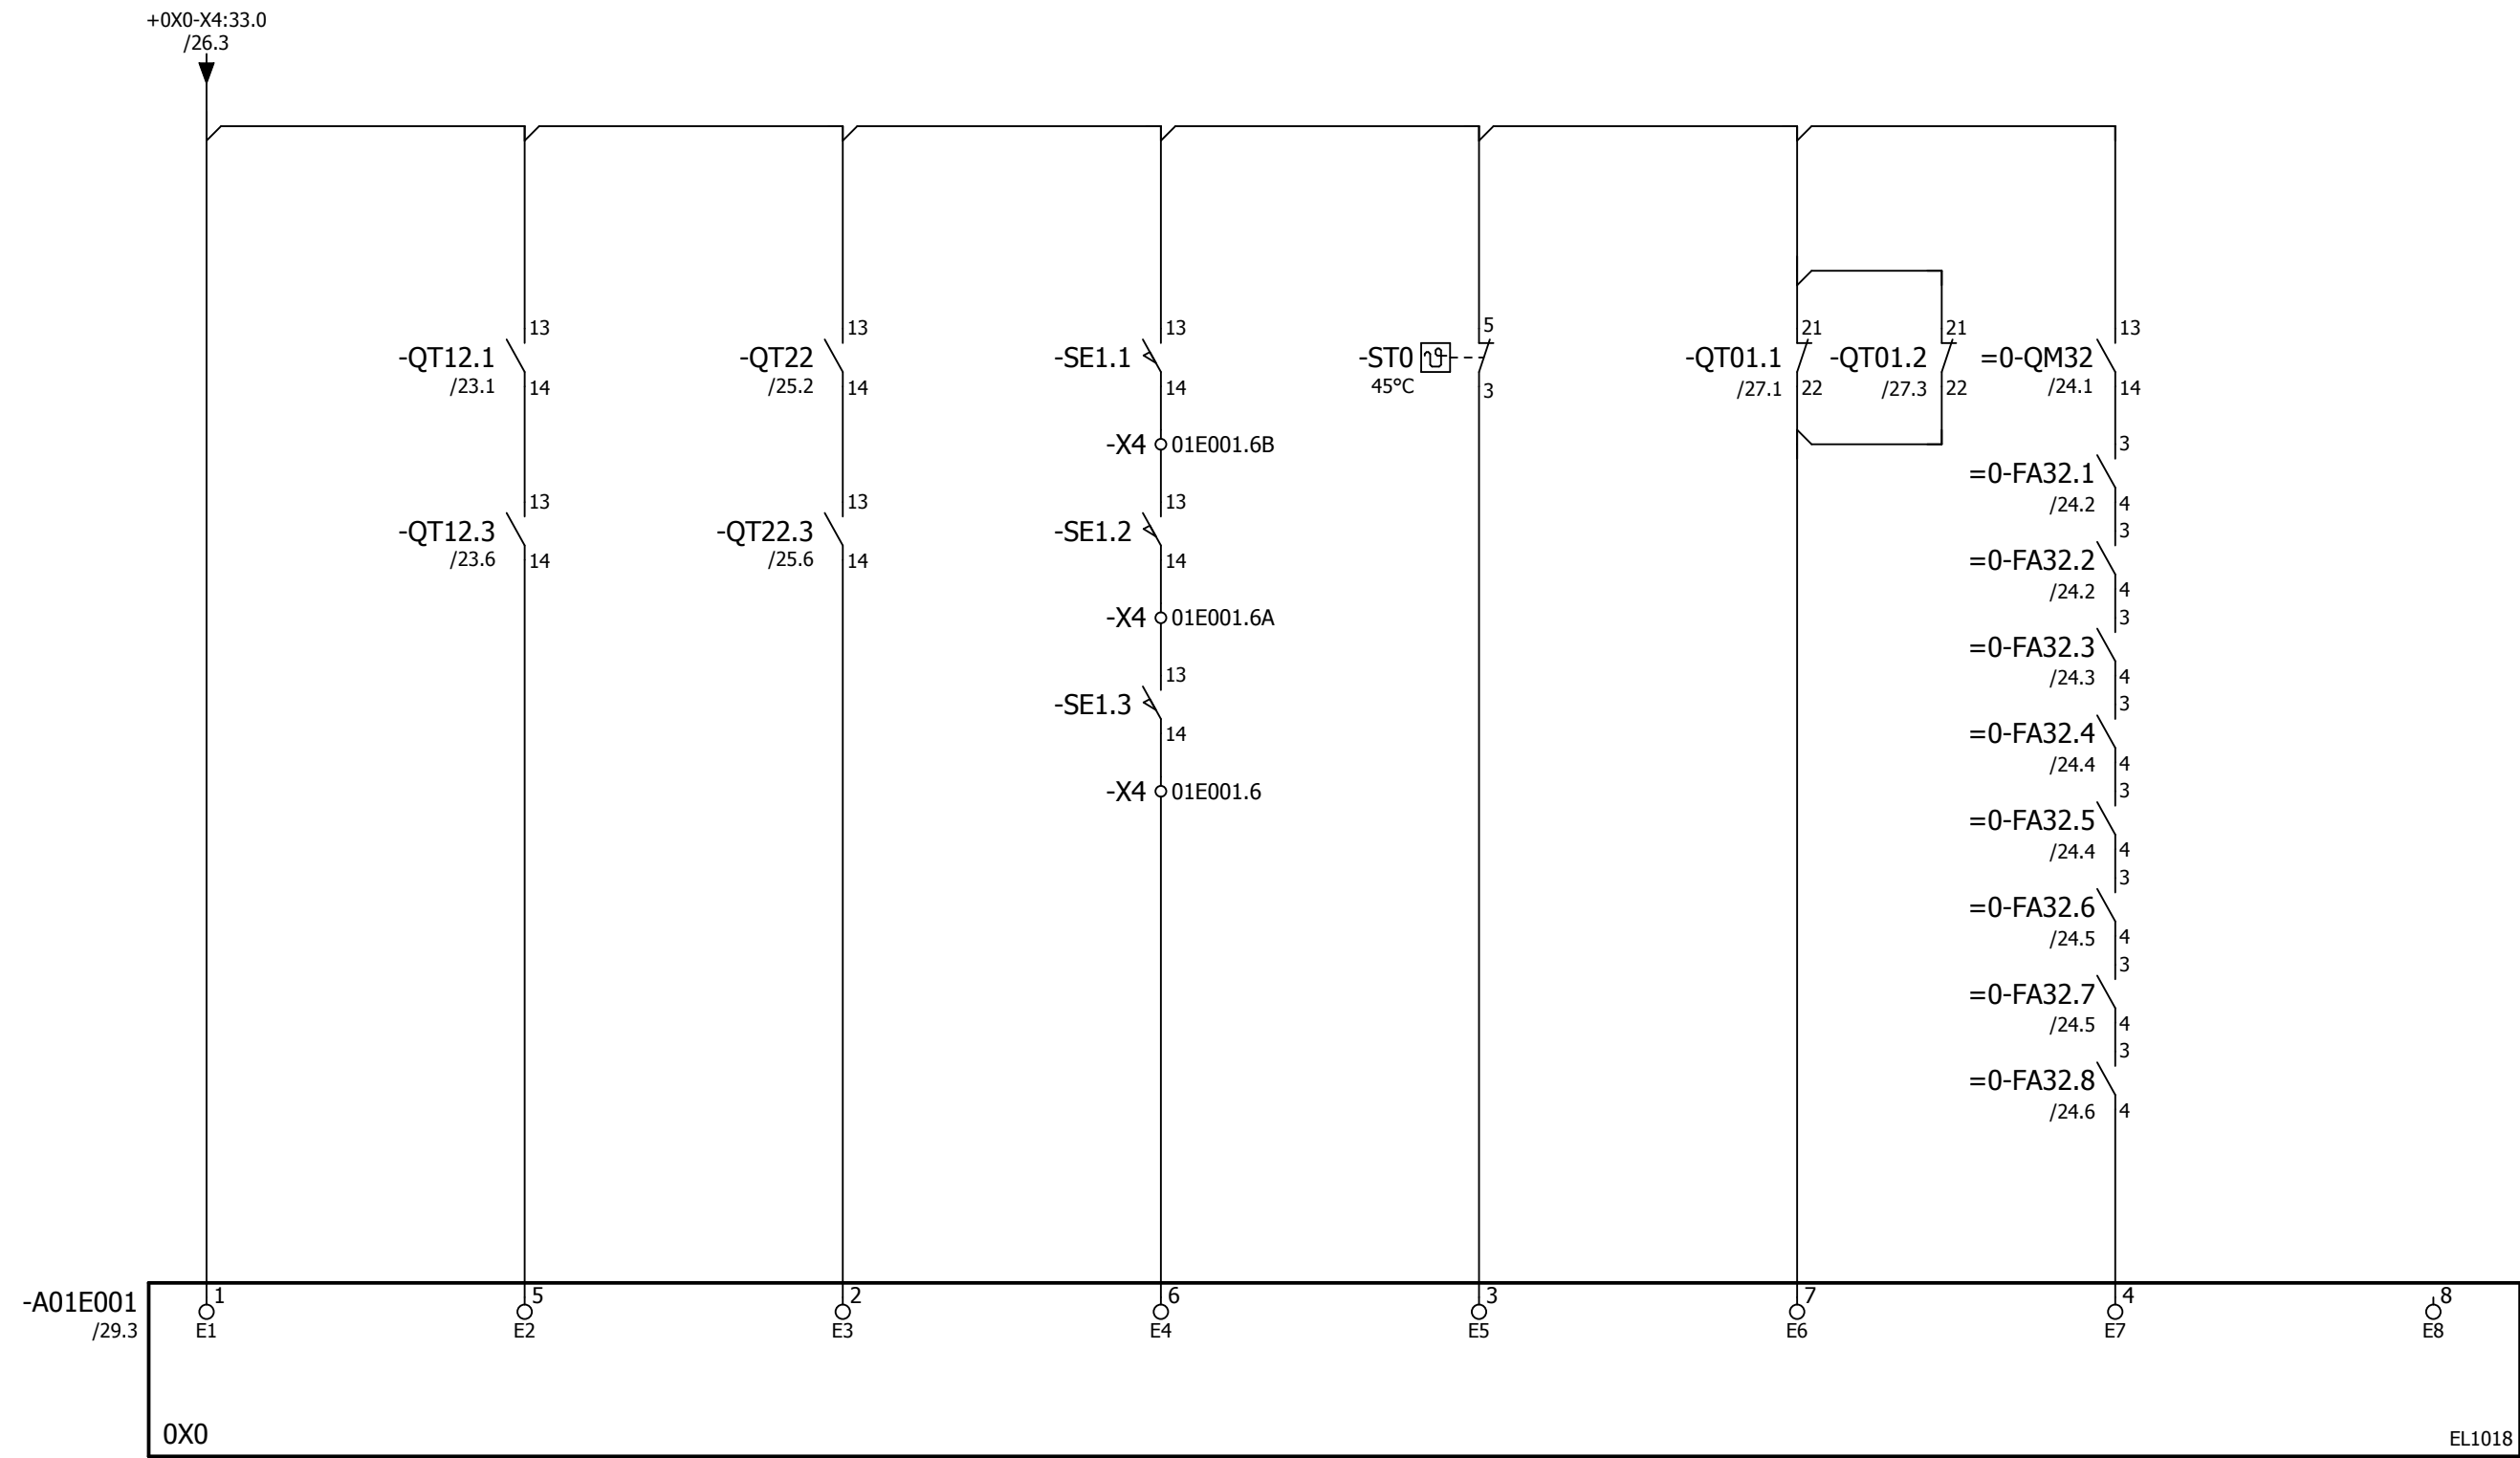 +0X0-X4:33.0
/26.3
13
-QT12.1
/23.1
14
13
-QT12.3
/23.6
14
13
-QT22
/25.2
14
13
-QT22.3
/25.6
14
13
-SE1.1
14
-X4 01E001.6B
13
-SE1.2
14
-X4 01E001.6A
13
-SE1.3
14
-X4 01E001.6
5
-ST0 ϑ
45°C
3
21
-QT01.1
/27.1 22
21
-QT01.2
/27.3 22
13
=0-QM32
/24.1 14
3
=0-FA32.1
/24.2 4
3
=0-FA32.2
/24.2 4
3
=0-FA32.3
/24.3 4
3
=0-FA32.4
/24.4 4
3
=0-FA32.5
/24.4 4
3
=0-FA32.6
/24.5 4
3
=0-FA32.7
/24.5 4
3
=0-FA32.8
/24.6 4
-A01E001 1 5 2 6 3 7 4 8
/29.3 E1 E2 E3 E4 E5 E6 E7 E8
0X0 EL1018